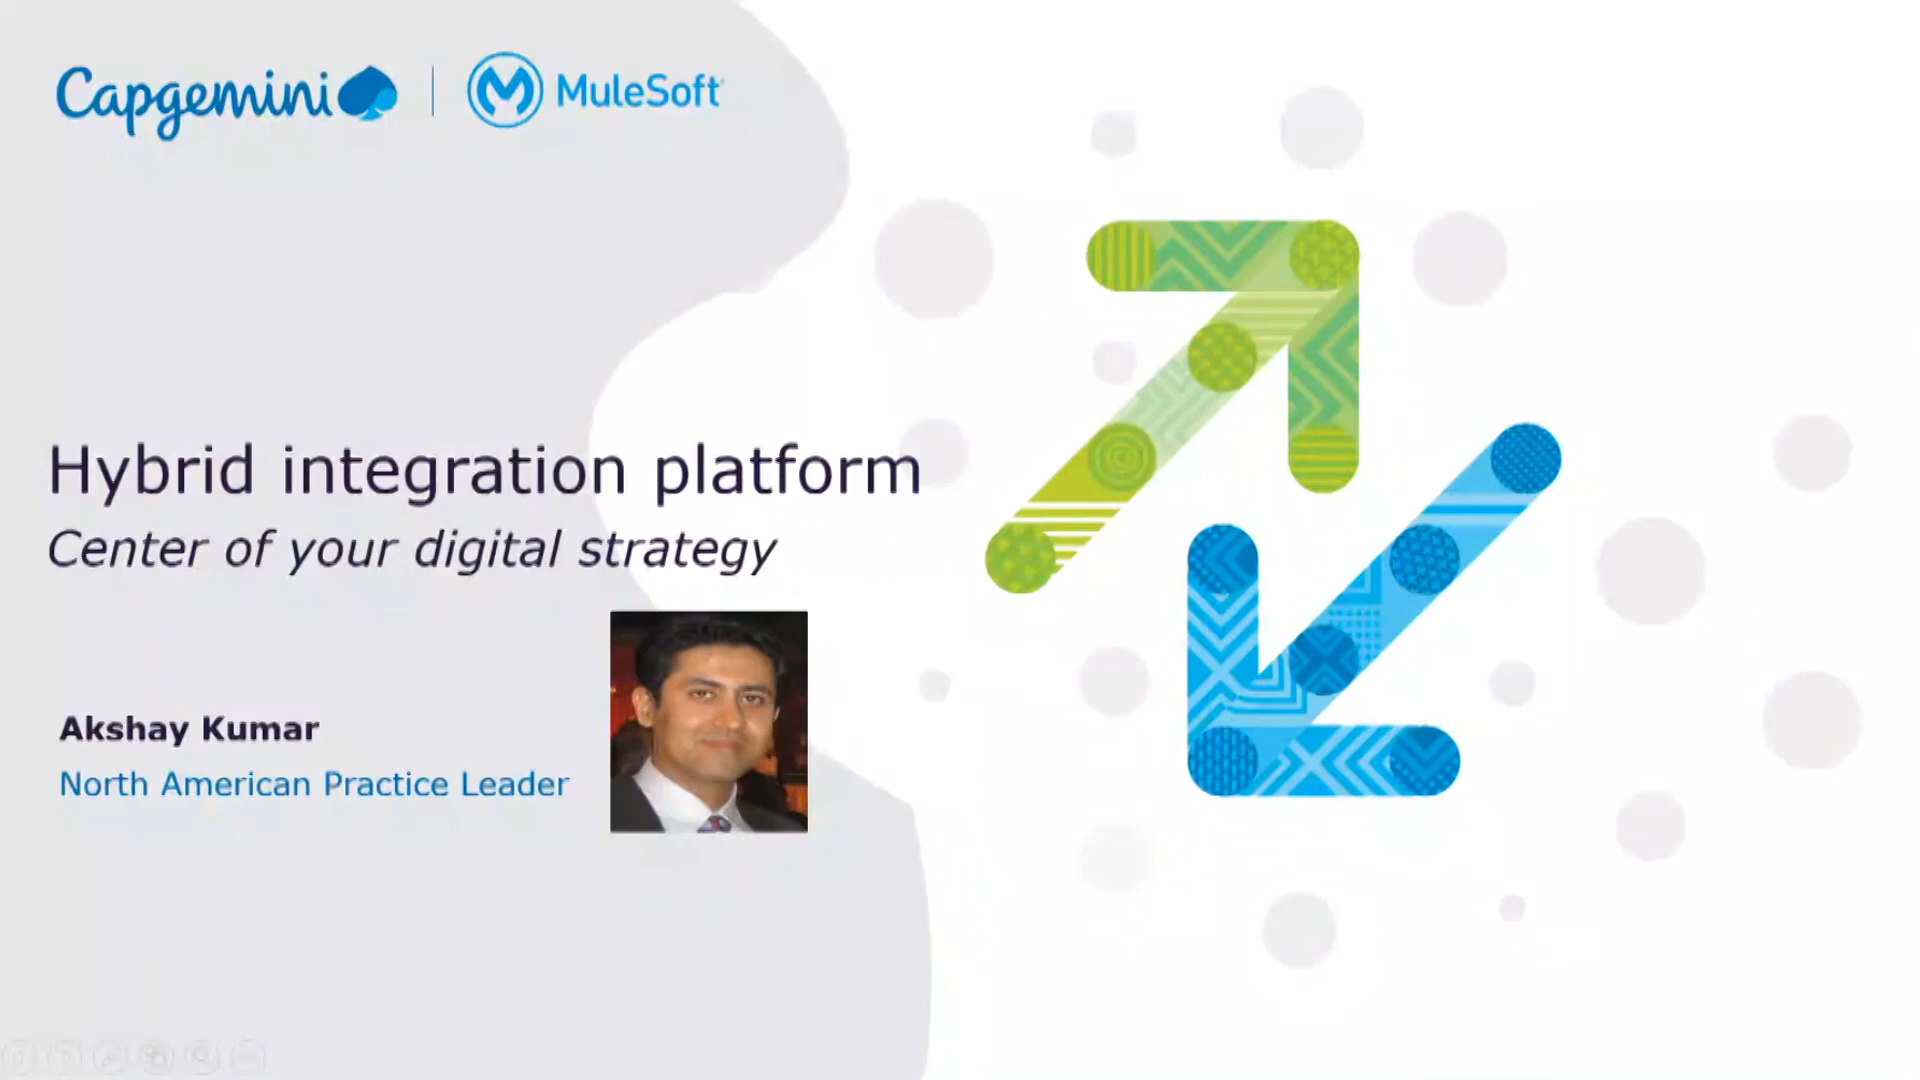 Capgemini
MuleSoft
Hybrid integration platform
Center of your digital strategy
Akshay Kumar
North American Practice Leader